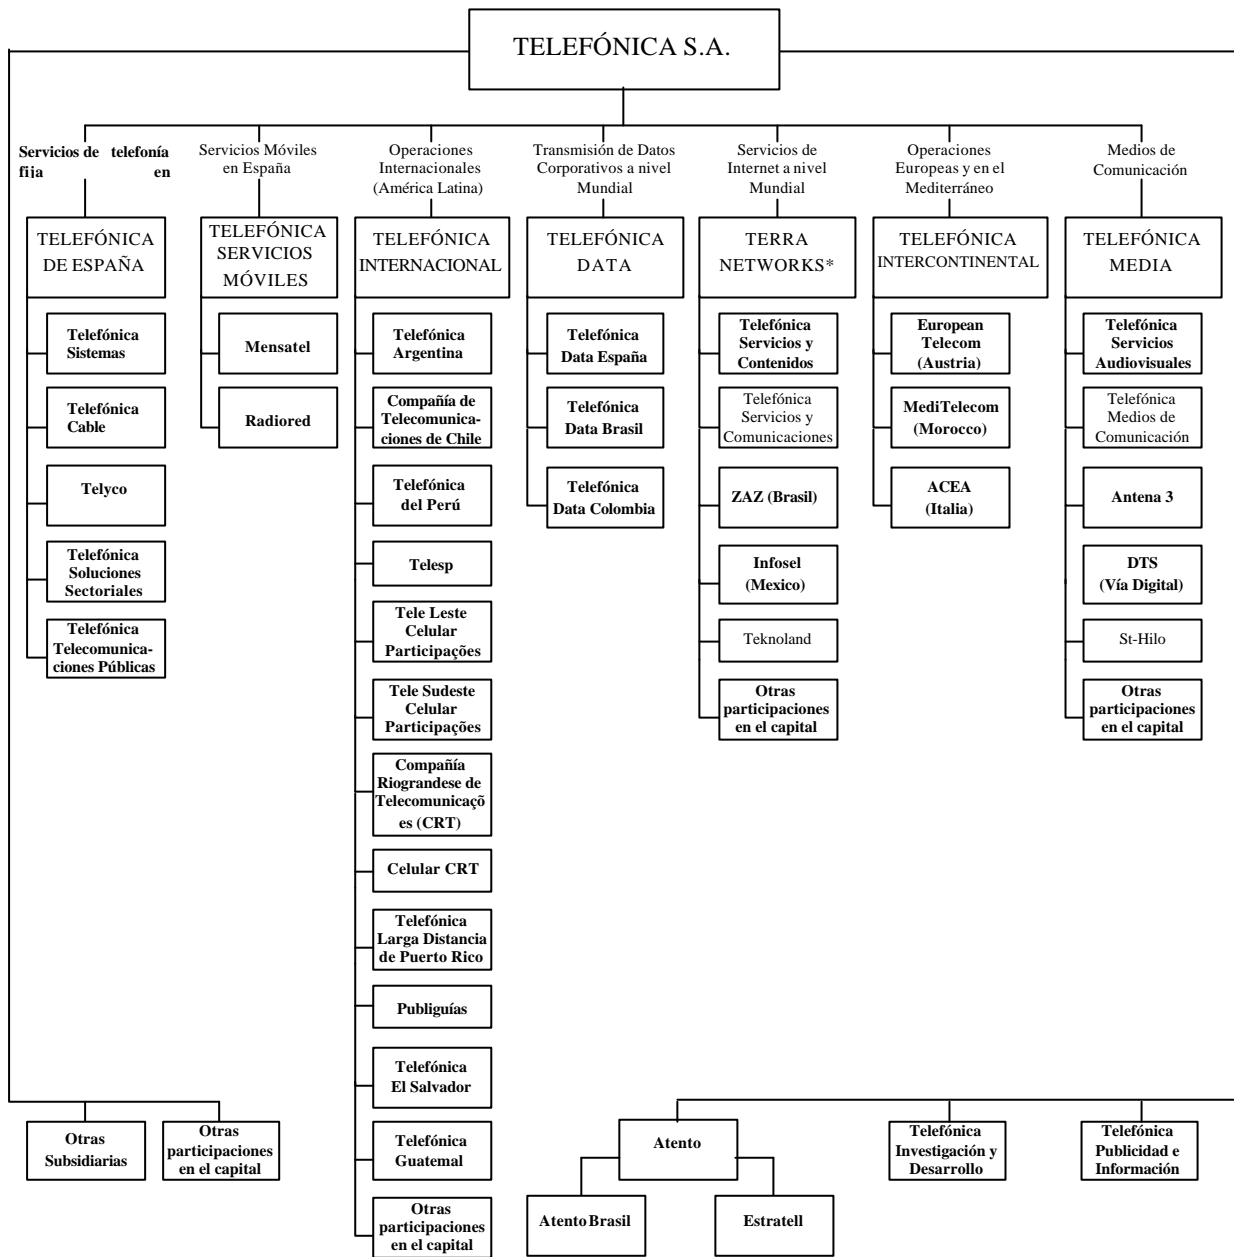 TELEFÓNICA S.A.
Servicios de telefonía
fija en
Servicios Móviles
en España
Operaciones
Internacionales
(América Latina)
Transmisión de Datos
Corporativos a nivel
Mundial
Servicios de
Internet a nivel
Mundial
Operaciones
Europeas y en el
Mediterráneo
Medios de
Comunicación
TELEFÓNICA
DE ESPAÑA
TELEFÓNICA
SERVICIOS
MÓVILES
TELEFÓNICA
INTERNACIONAL
TELEFÓNICA
DATA
TERRA
NETWORKS*
TELEFÓNICA
INTERCONTINENTAL
TELEFÓNICA
MEDIA
Telefónica
Sistemas
Telefónica
Cable
Telyco
Telefónica
Soluciones
Sectoriales
Telefónica
Telecomunica-
ciones Públicas
Mensatel
Radiored
Telefónica
Argentina
Compañía de
Telecomunica-
ciones de Chile
Telefónica
del Perú
Telesp
Tele Leste
Celular
Participações
Tele Sudeste
Celular
Participações
Compañía
Riograndese de
Telecomunicaçõ
es (CRT)
Celular CRT
Telefónica
Larga Distancia
de Puerto Rico
Publiguías
Telefónica
El Salvador
Telefónica
Guatemal
Otras
participaciones
en el capital
Telefónica
Data España
Telefónica
Data Brasil
Telefónica
Data Colombia
Telefónica
Servicios y
Contenidos
Telefónica
Servicios y
Comunicaciones
ZAZ (Brasil)
Infosel
(Mexico)
Teknoland
Otras
participaciones
en el capital
European
Telecom
(Austria)
MediTelecom
(Morocco)
ACEA
(Italia)
Telefónica
Servicios
Audiovisuales
Telefónica
Medios de
Comunicación
Antena 3
DTS
(Vía Digital)
St-Hilo
Otras
participaciones
en el capital
Otras
Subsidiarias
Otras
participaciones
en el capital
Atento
Atento Brasil
Estratell
Telefónica
Investigación y
Desarrollo
Telefónica
Publicidad e
Información